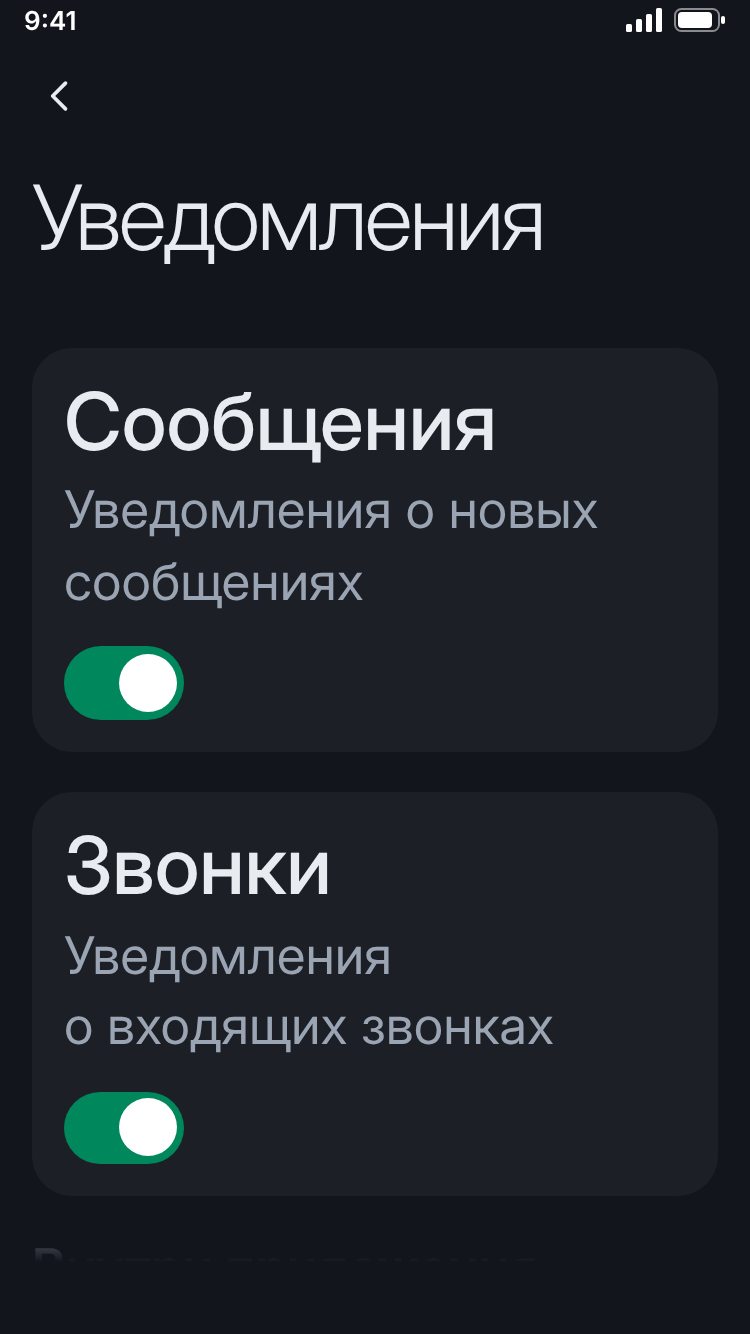 9:41
Уведомления
Сообщения
Уведомления о новых
сообщениях
Звонки
Уведомления
о входящих звонках